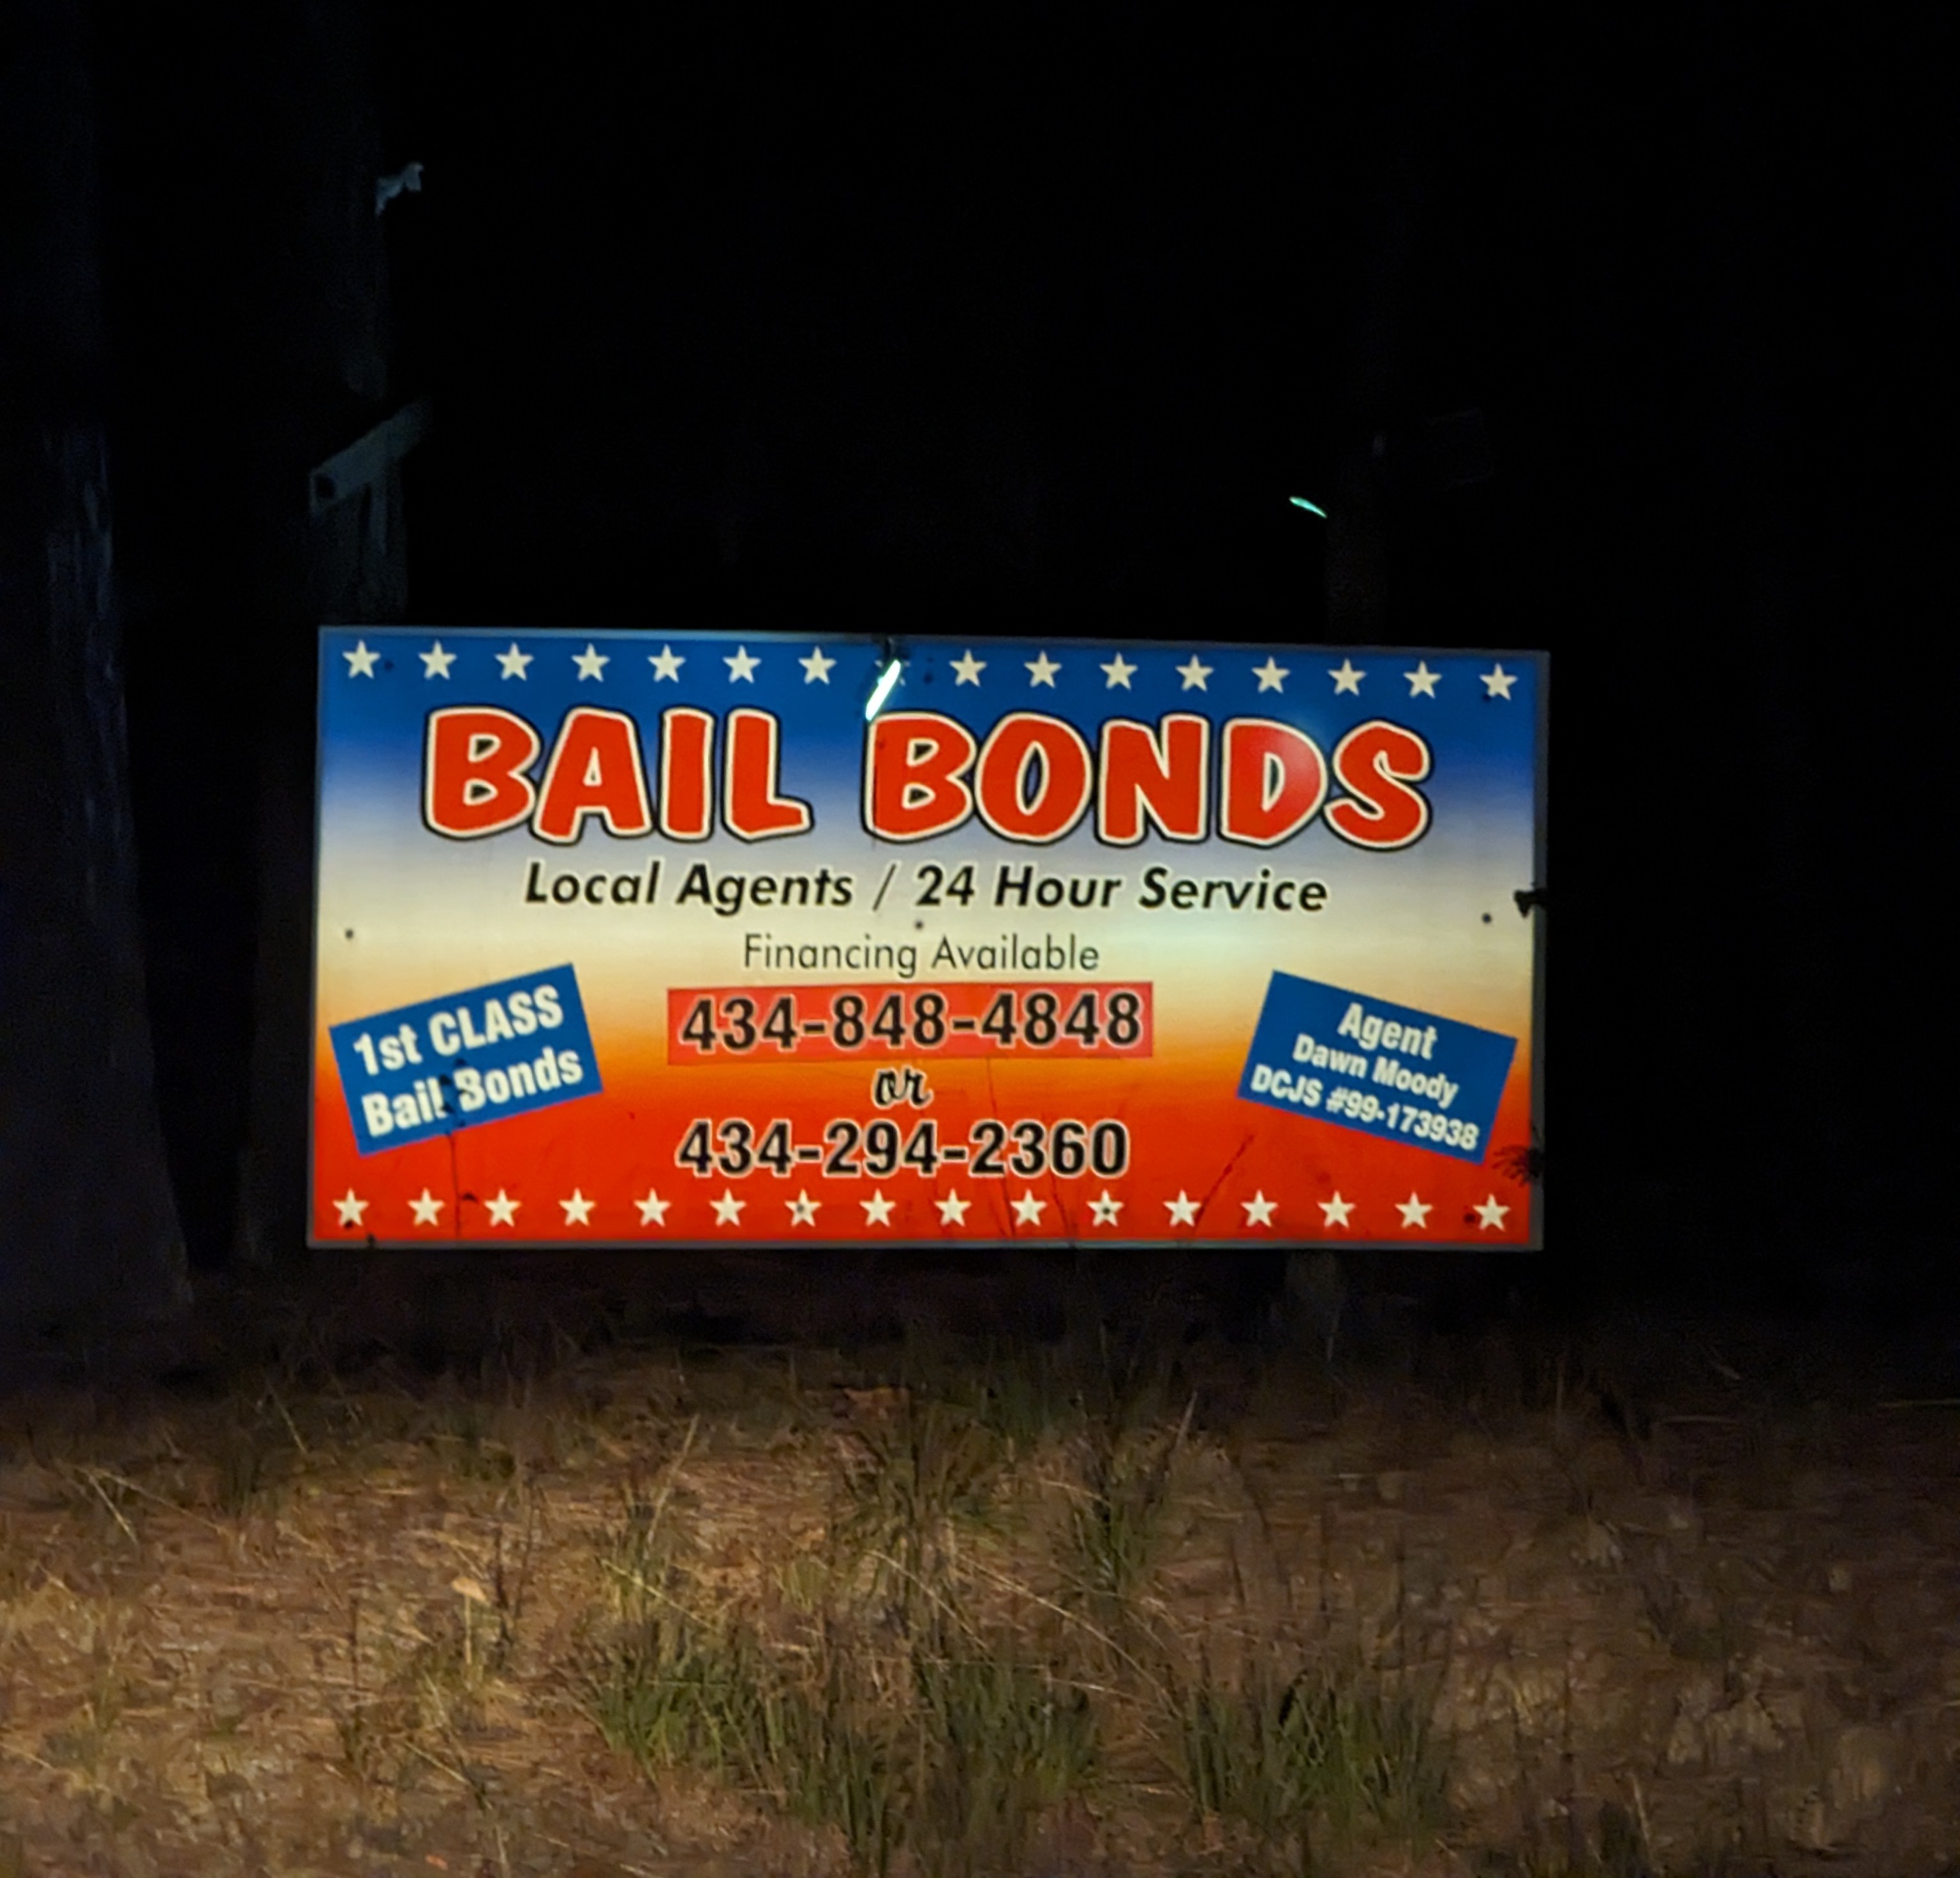 BAIL BONDS
Local Agents / 24 Hour Service
Financing Available
1st CLASS
Bail Bonds
434-848-4848
or
434-294-2360
Agent
Dawn Moody
DCJS #99-173938